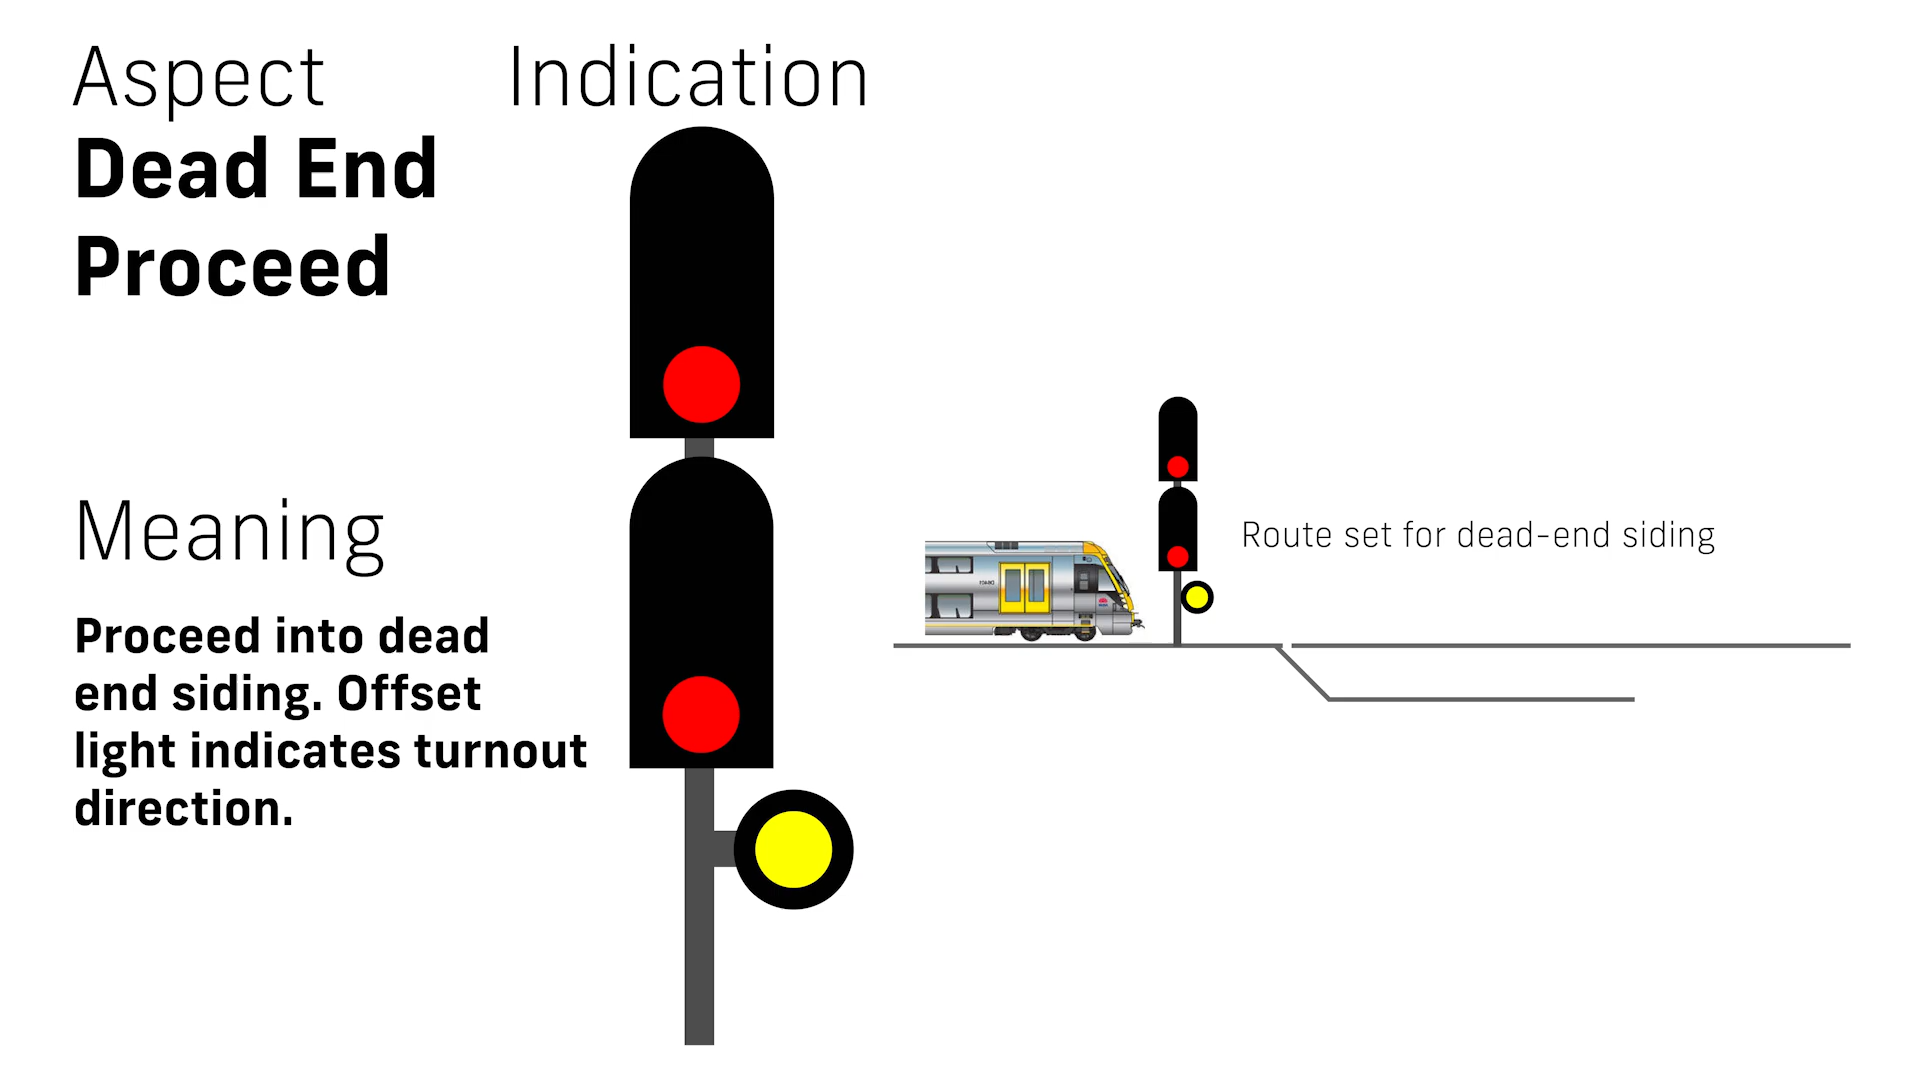 Aspect
Dead End
Proceed
Indication
Meaning
Proceed into dead
end siding. Offset
light indicates turnout
direction.
Route set for dead-end siding